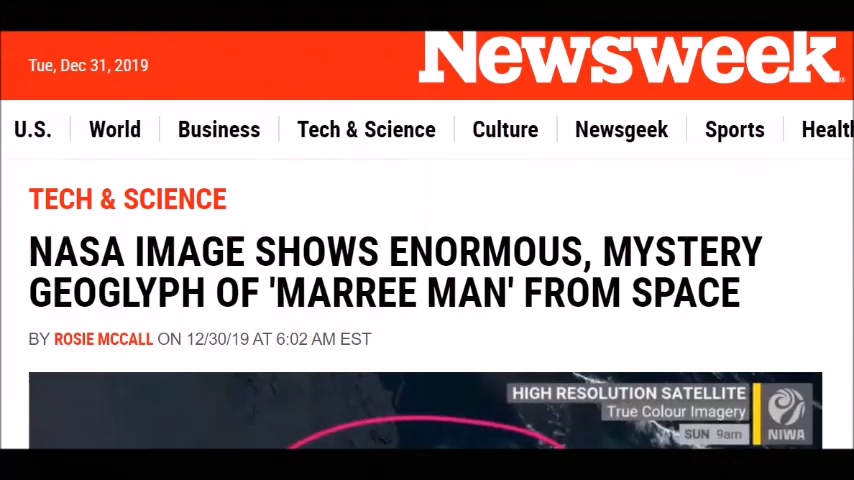 Tue, Dec 31, 2019
Newsweek
U.S. World Business Tech & Science Culture Newsgeek Sports Health
TECH & SCIENCE
NASA IMAGE SHOWS ENORMOUS, MYSTERY
GEOGLYPH OF 'MARREE MAN' FROM SPACE
BY ROSIE MCCALL ON 12/30/19 AT 6:02 AM EST
HIGH RESOLUTION SATELLITE
True Colour Imagery
SUN 9am
NIWA